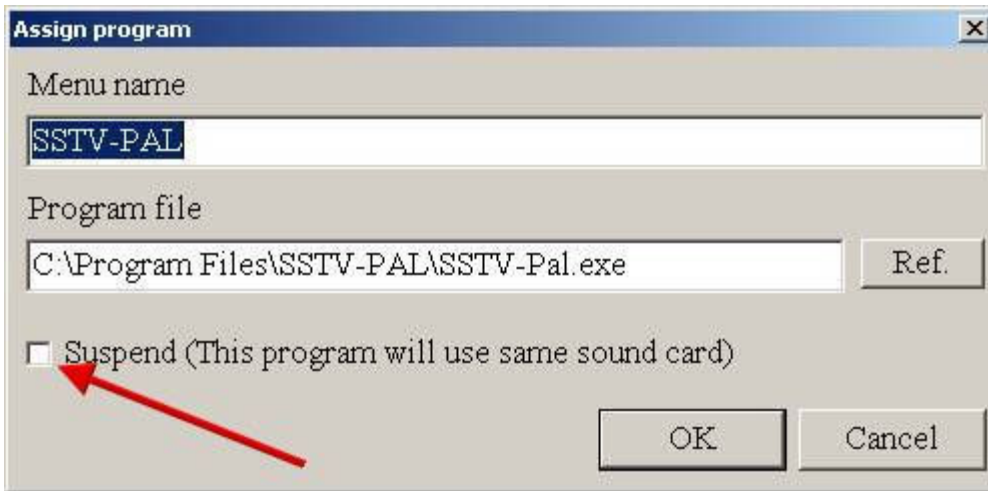 Assign program
Menu name
SSTV-PAL
Program file
C:\Program Files\SSTV-PAL\SSTV-Pal.exe
Ref.
Suspend (This program will use same sound card)
OK
Cancel